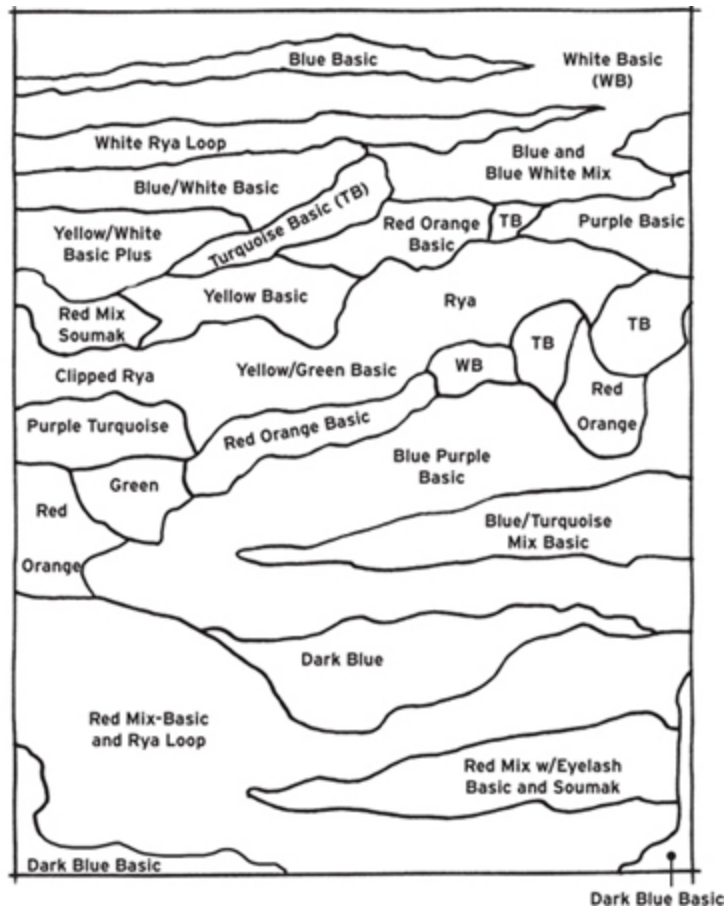 Blue Basic
White Basic
(WB)
White Rya Loop
Blue and
Blue White Mix
Blue/White Basic
Turquoise Basic (TB)
Red Orange
Basic
TB
Purple Basic
Yellow/White
Basic Plus
Yellow Basic
Rya
Red Mix
Soumak
TB
TB
Clipped Rya
Yellow/Green Basic
WB
Red
Orange
Purple Turquoise
Red Orange Basic
Blue Purple
Basic
Green
Red
Orange
Blue/Turquoise
Mix Basic
Dark Blue
Red Mix-Basic
and Rya Loop
Red Mix w/Eyelash
Basic and Soumak
Dark Blue Basic
Dark Blue Basic